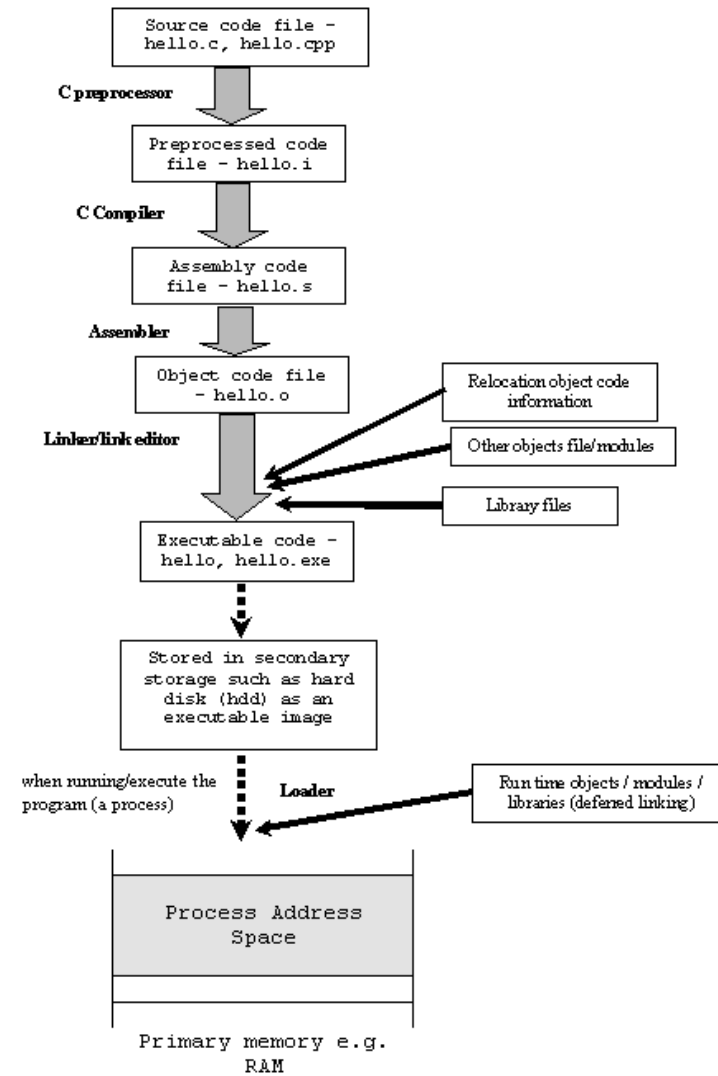 Source code file -
hello.c, hello.cpp
C preprocessor
Preprocessed code
file - hello.i
C Compiler
Assembly code
file - hello.s
Assembler
Object code file
- hello.o
Relocation object code
information
Linker/link editor
Other objects file/modules
Library files
Executable code -
hello, hello.exe
Stored in secondary
storage such as hard
disk (hdd) as an
executable image
when running/execute the
program (a process)
Loader
Run time objects / modules /
libraries (deferred linking)
Process Address
Space
Primary memory e.g.
RAM